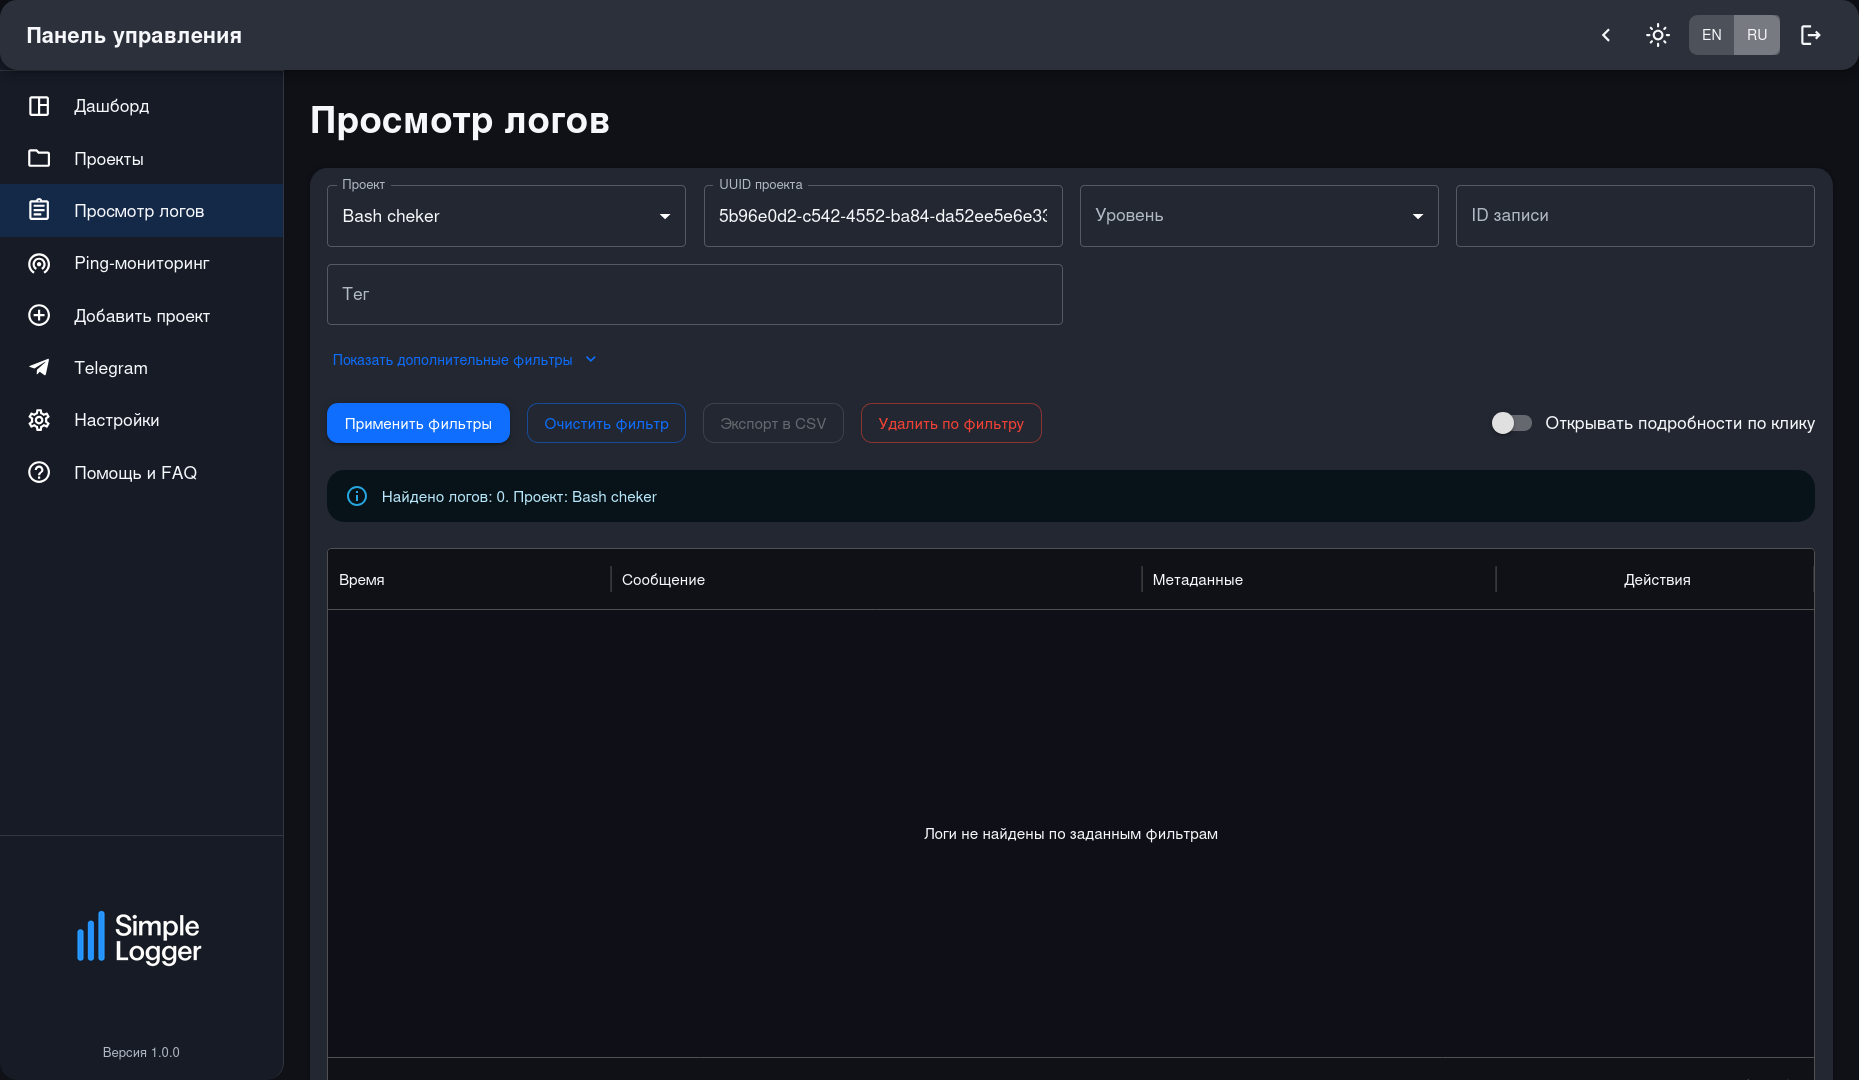 Панель управления
EN
RU
Дашборд
Проекты
Просмотр логов
Ping-мониторинг
Добавить проект
Telegram
Настройки
Помощь и FAQ
Simple
Logger
Версия 1.0.0
Просмотр логов
Проект
Bash cheker
UUID проекта
5b96e0d2-c542-4552-ba84-da52ee5e6e33
Уровень
ID записи
Тег
Показать дополнительные фильтры
Применить фильтры
Очистить фильтр
Экспорт в CSV
Удалить по фильтру
Открывать подробности по клику
Найдено логов: 0. Проект: Bash cheker
Время
Сообщение
Метаданные
Действия
Логи не найдены по заданным фильтрам